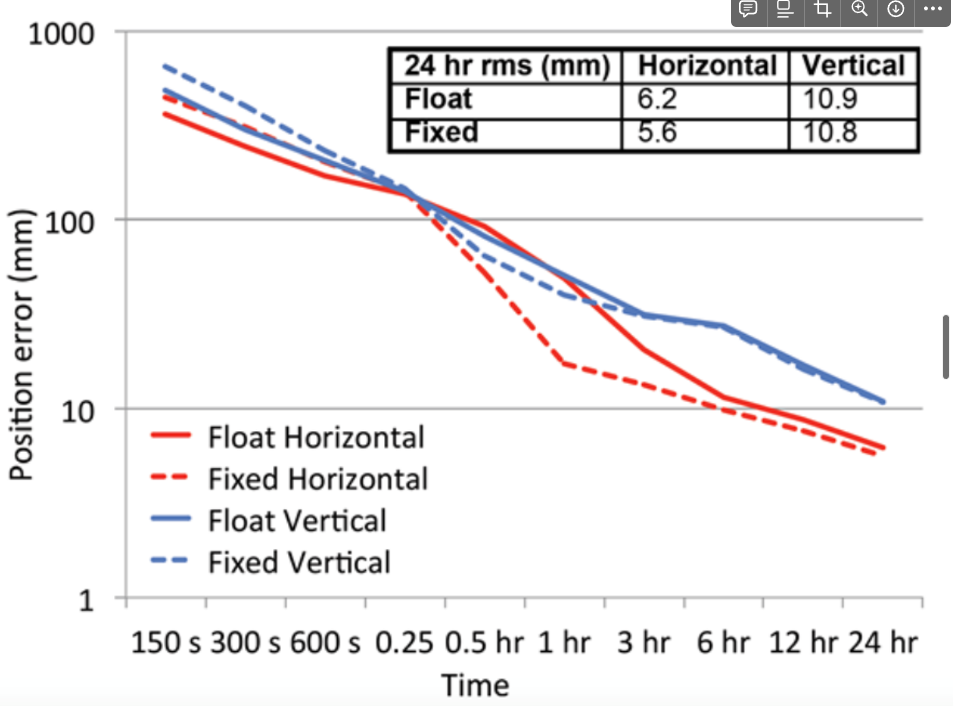 1000
24 hr rms (mm) Horizontal Vertical
Float 6.2 10.9
Fixed 5.6 10.8
100
Position error (mm)
10
Float Horizontal
Fixed Horizontal
Float Vertical
Fixed Vertical
1
150 s 300 s 600 s 0.25 0.5 hr 1 hr 3 hr 6 hr 12 hr 24 hr
Time